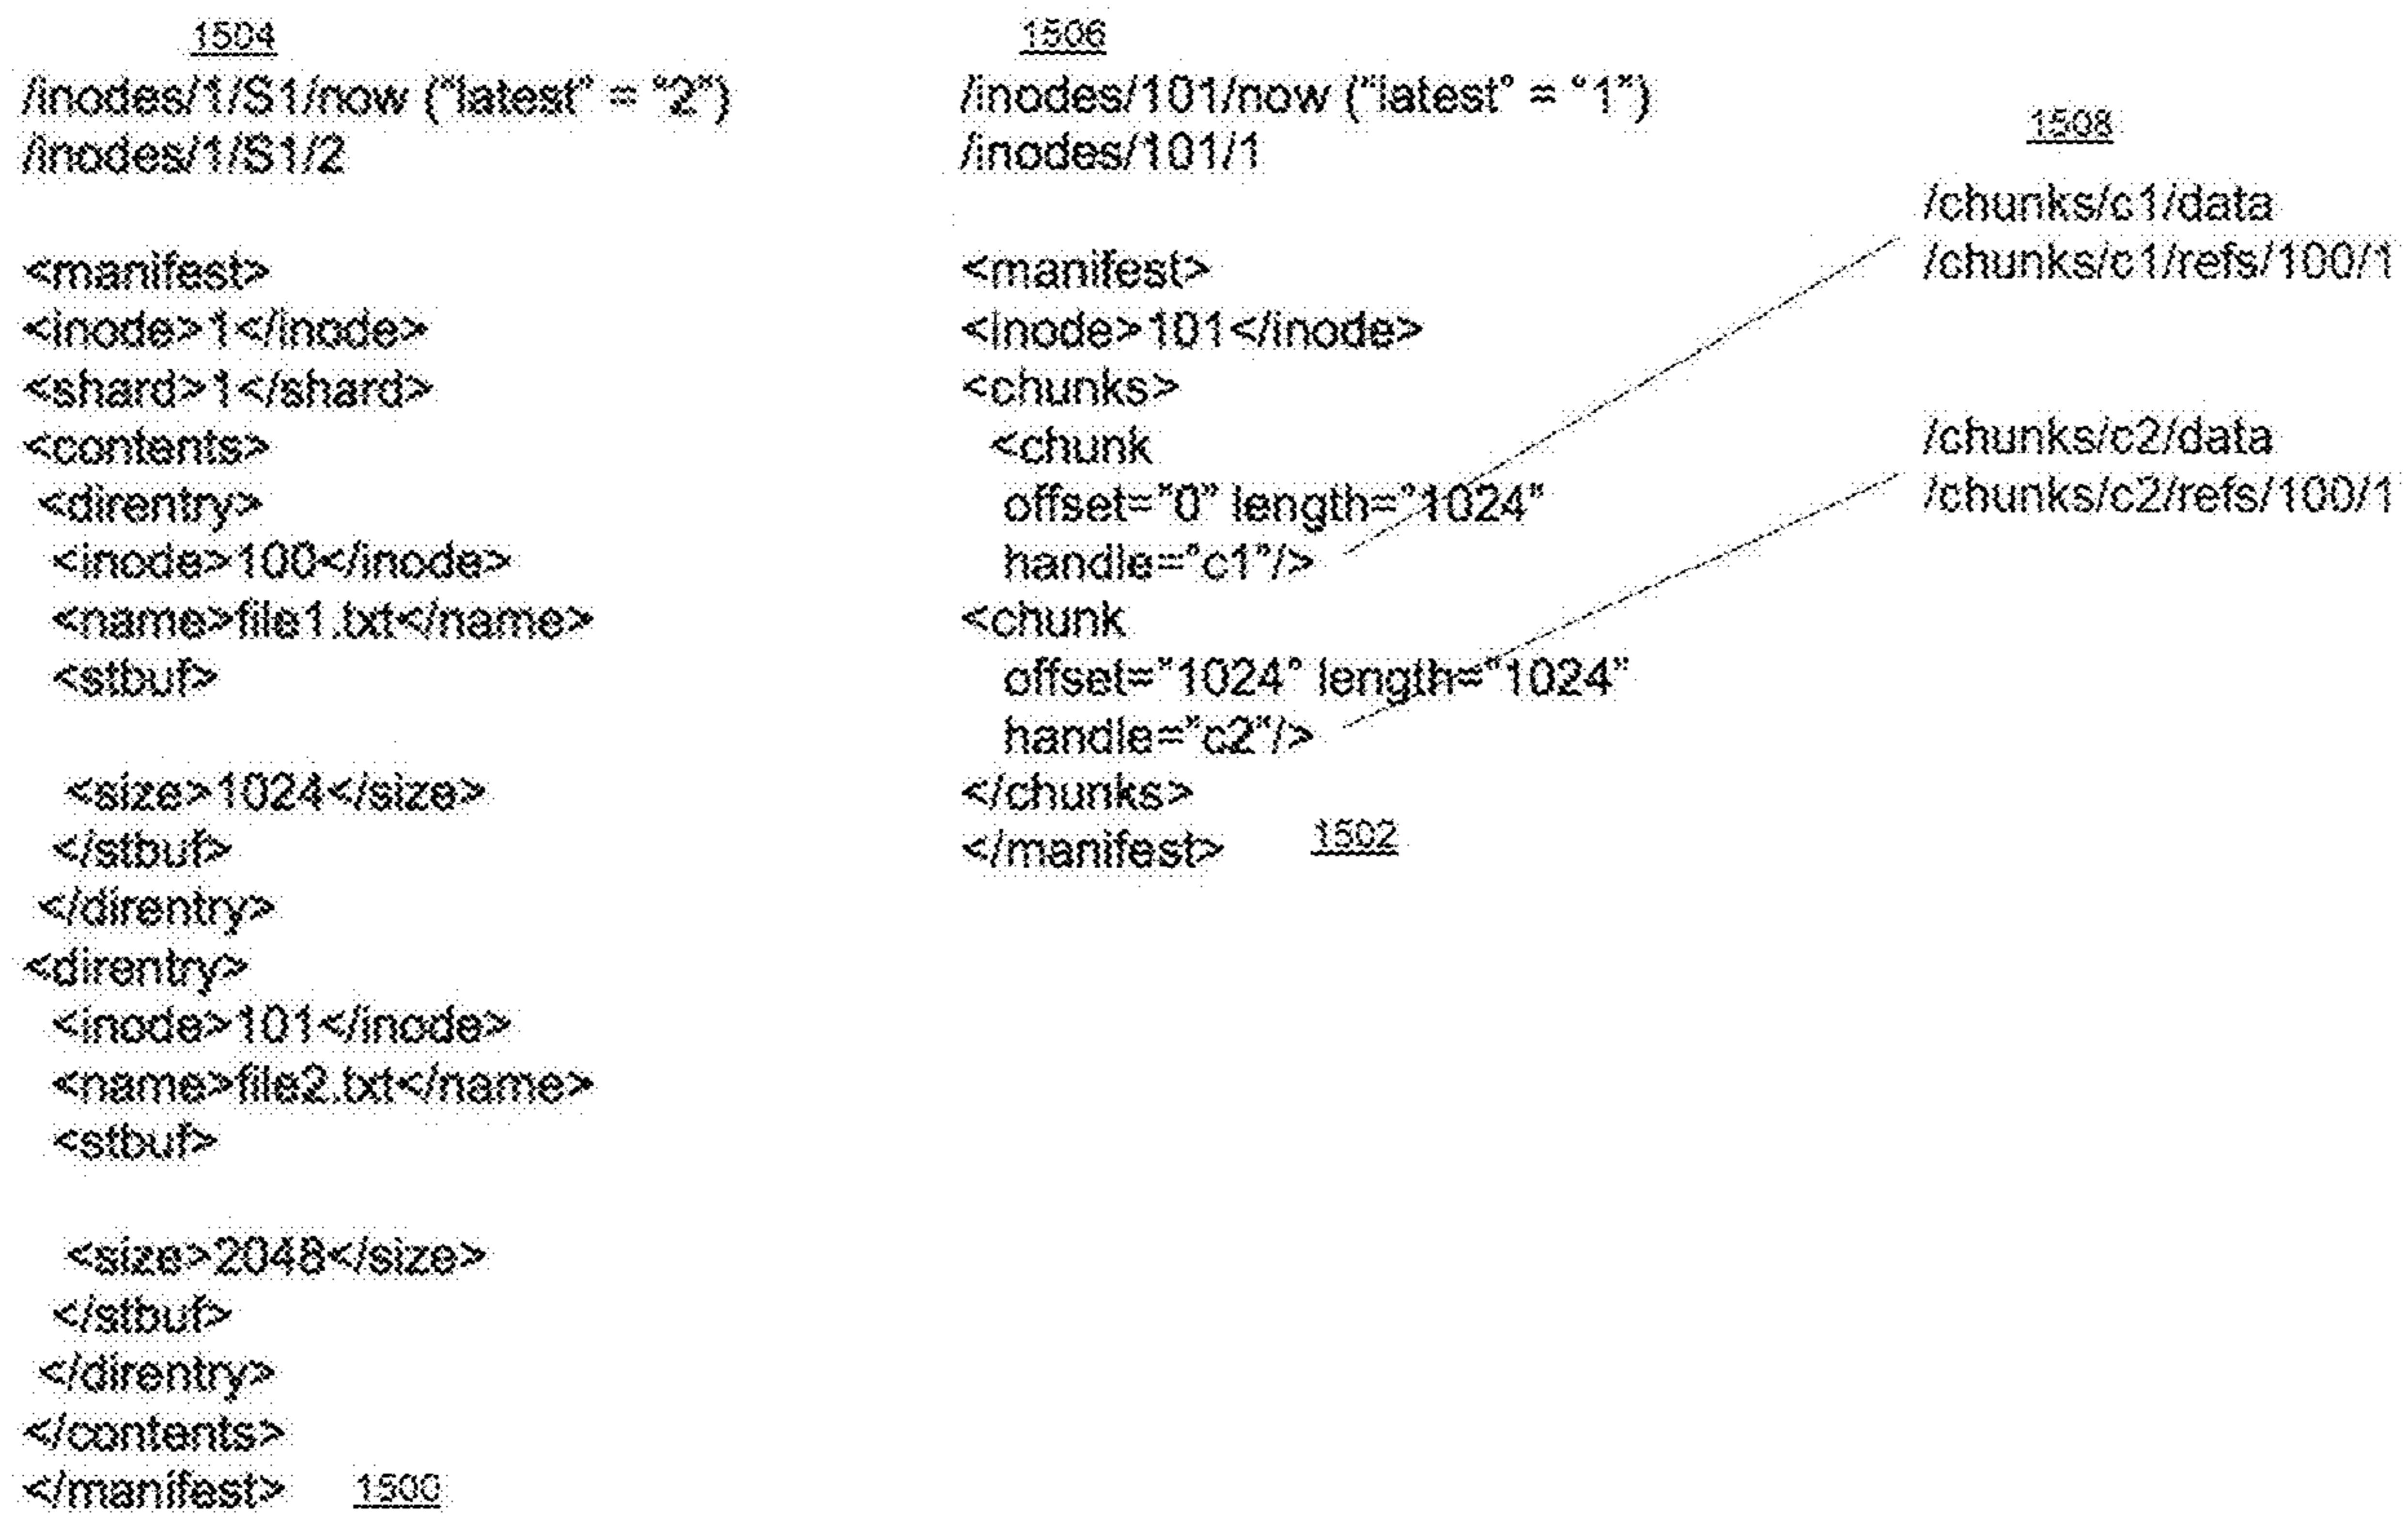 1504
/inodes/1/S1/now ("latest" = "2")
/inodes/1/S1/2
<manifest>
<inode>1</inode>
<shard>1</shard>
<contents>
<direntry>
<inode>100</inode>
<name>file1.txt</name>
<stbuf>
<size>1024</size>
</stbuf>
</direntry>
<direntry>
<inode>101</inode>
<name>file2.txt</name>
<stbuf>
<size>2048</size>
</stbuf>
</direntry>
</contents>
</manifest>
1500
1506
/inodes/101/now ("latest" = "1")
/inodes/101/1
<manifest>
<inode>101</inode>
<chunks>
<chunk
offset="0" length="1024"
handle="c1"/>
<chunk
offset="1024" length="1024"
handle="c2"/>
</chunks>
</manifest>
1502
1508
/chunks/c1/data
/chunks/c1/refs/100/1
/chunks/c2/data
/chunks/c2/refs/100/1